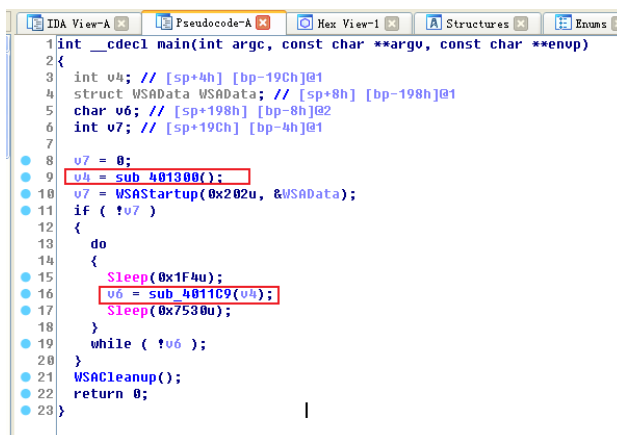 IDA View-A Pseudocode-A Hex View-1 Structures Enums
1 int __cdecl main(int argc, const char **argv, const char **envp)
2 {
3 int v4; // [sp+4h] [bp-19Ch]@1
4 struct WSAData WSAData; // [sp+8h] [bp-198h]@1
5 char v6; // [sp+198h] [bp-8h]@2
6 int v7; // [sp+19Ch] [bp-4h]@1
7
8 v7 = 0;
9 v4 = sub_401300();
10 v7 = WSAStartup(0x202u, &WSAData);
11 if ( !v7 )
12 {
13 do
14 {
15 Sleep(0x1F4u);
16 v6 = sub_4011C9(v4);
17 Sleep(0x7530u);
18 }
19 while ( !v6 );
20 }
21 WSACleanup();
22 return 0;
23 }